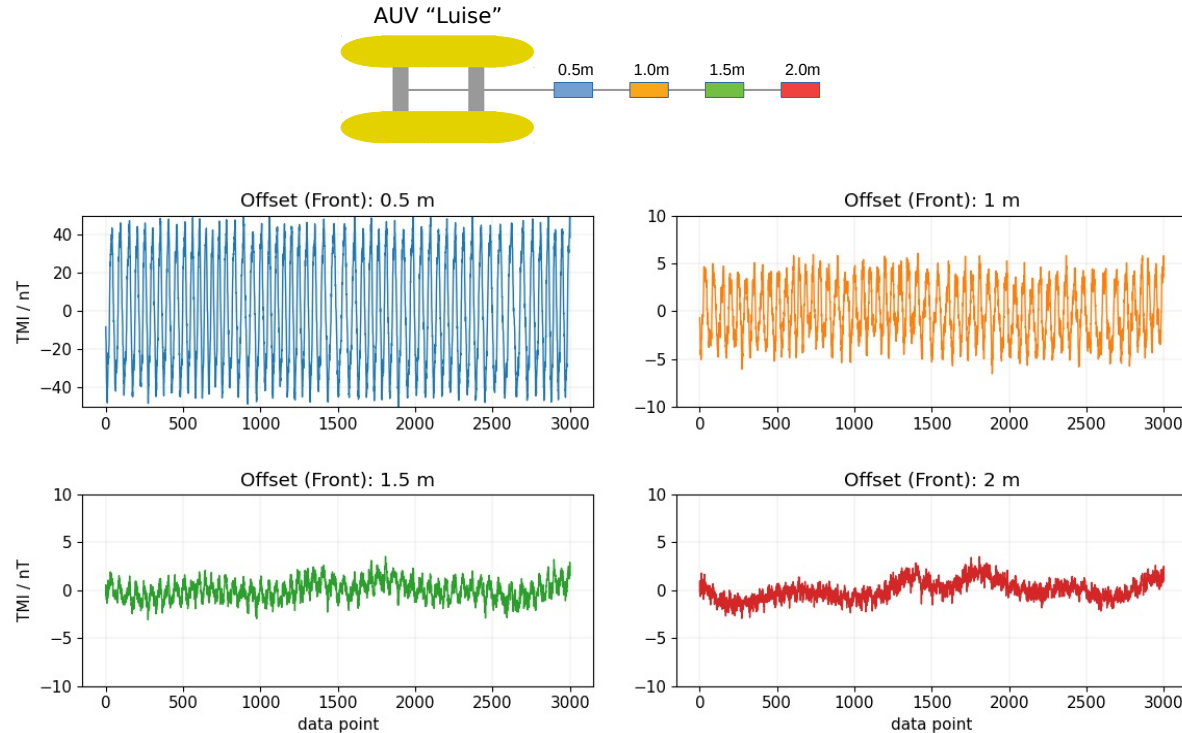 AUV “Luise”
0.5m 1.0m 1.5m 2.0m
Offset (Front): 0.5 m
TMI / nT
40
20
0
−20
−40
0 500 1000 1500 2000 2500 3000
Offset (Front): 1 m
10
5
0
−5
−10
0 500 1000 1500 2000 2500 3000
Offset (Front): 1.5 m
TMI / nT
10
5
0
−5
−10
0 500 1000 1500 2000 2500 3000
data point
Offset (Front): 2 m
10
5
0
−5
−10
0 500 1000 1500 2000 2500 3000
data point